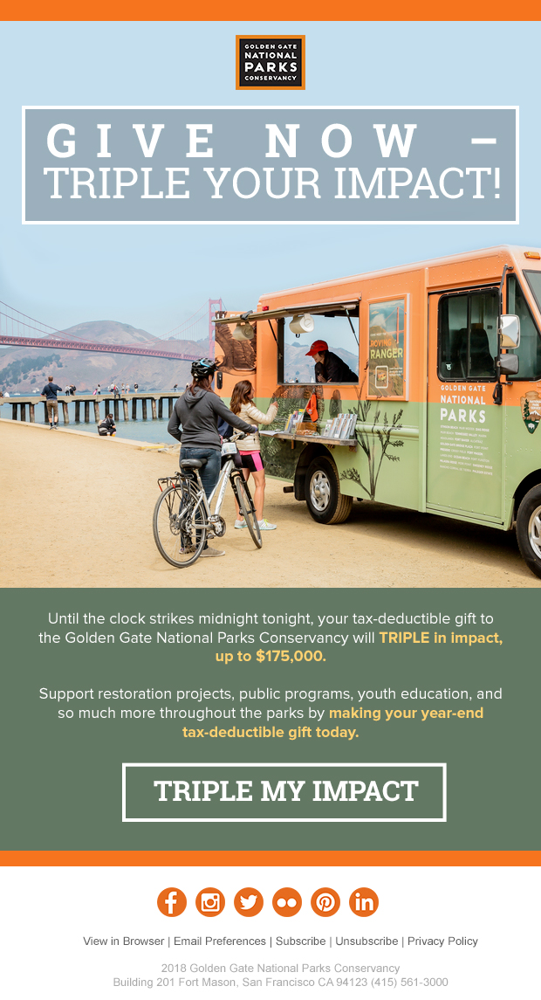 GOLDEN GATE
NATIONAL
PARKS
CONSERVANCY
GIVE NOW –
TRIPLE YOUR IMPACT!
ROVING
RANGER
GOLDEN GATE
NATIONAL
PARKS
Until the clock strikes midnight tonight, your tax-deductible gift to
the Golden Gate National Parks Conservancy will TRIPLE in impact,
up to $175,000.
Support restoration projects, public programs, youth education, and
so much more throughout the parks by making your year-end
tax-deductible gift today.
TRIPLE MY IMPACT
View in Browser | Email Preferences | Subscribe | Unsubscribe | Privacy Policy
2018 Golden Gate National Parks Conservancy
Building 201 Fort Mason, San Francisco CA 94123 (415) 561-3000